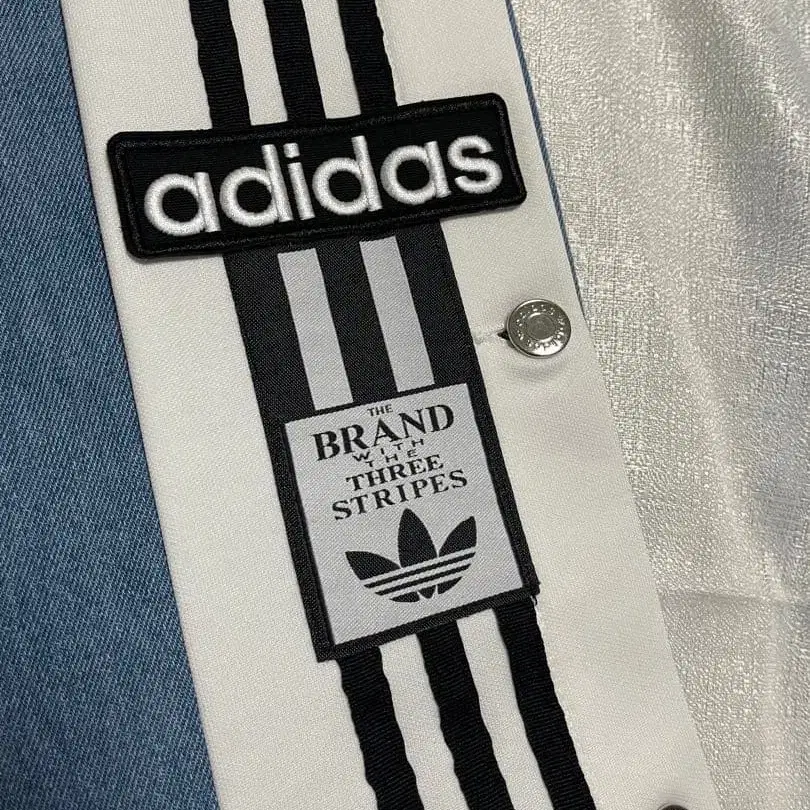 adidas
THE
BRAND
WITH
THE
THREE
STRIPES